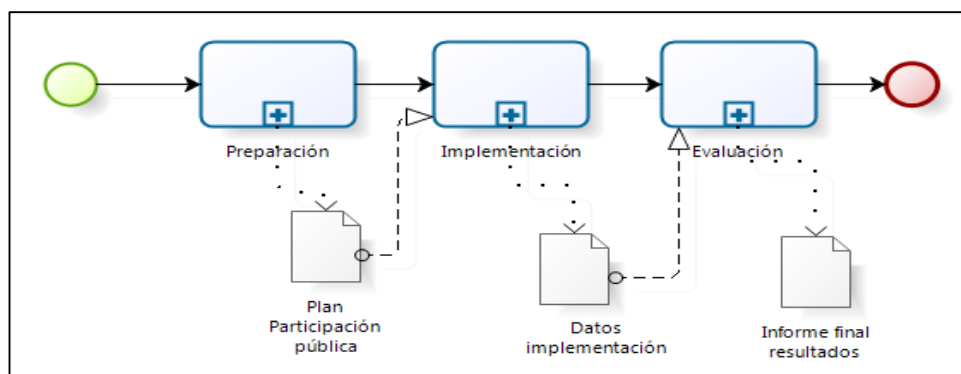 Preparación
Implementación
Evaluación
Plan
Participación
pública
Datos
implementación
Informe final
resultados